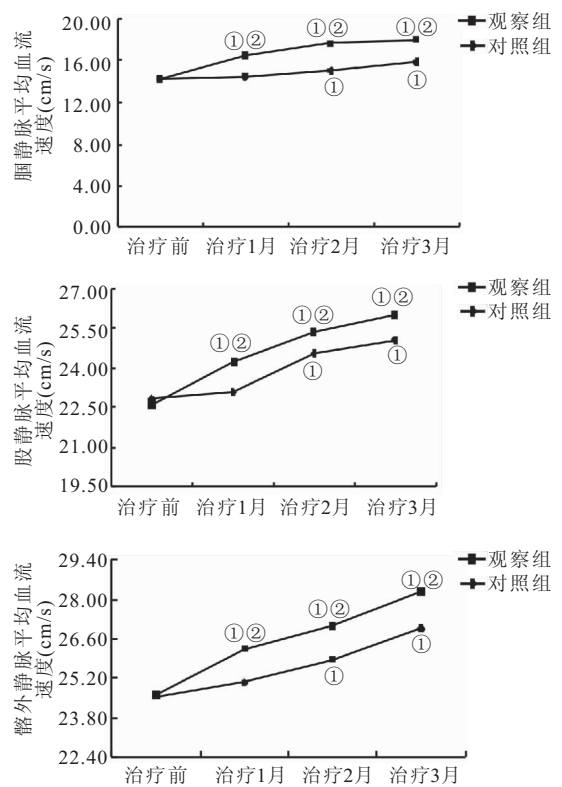 20.00
16.00
12.00
8.00
4.00
0.00
腘静脉平均血流
速度(cm/s)
①②
①②
①②
①
①
治疗前 治疗1月 治疗2月 治疗3月
观察组
对照组
27.00
25.50
24.00
22.50
21.00
19.50
股静脉平均血流
速度(cm/s)
①②
①②
①②
①
①
治疗前 治疗1月 治疗2月 治疗3月
观察组
对照组
29.40
28.00
26.60
25.20
23.80
22.40
髂外静脉平均血流
速度(cm/s)
①②
①②
①②
①
①
治疗前 治疗1月 治疗2月 治疗3月
观察组
对照组